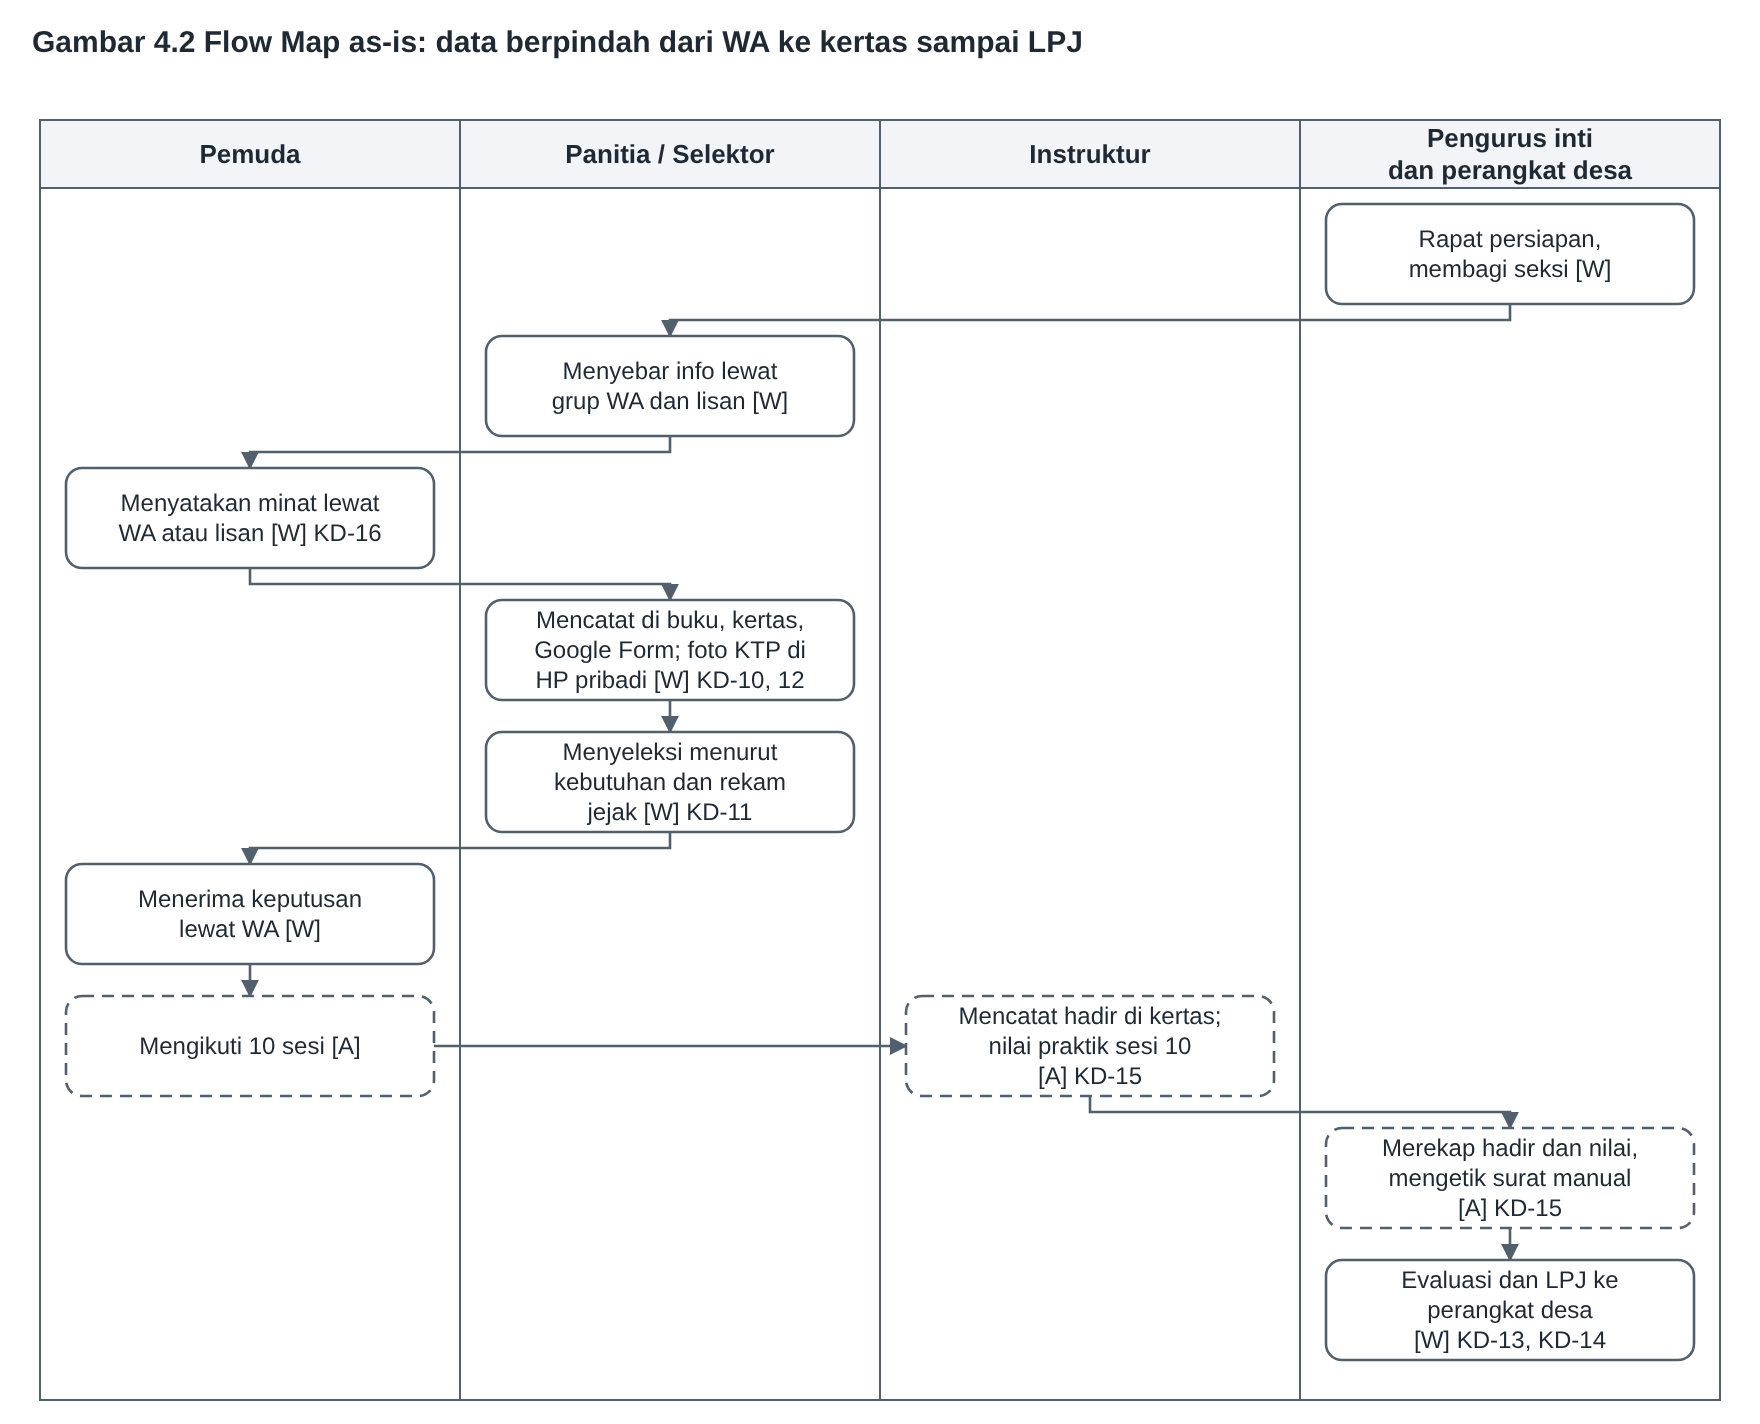 Gambar 4.2 Flow Map as-is: data berpindah dari WA ke kertas sampai LPJ
Pemuda
Panitia / Selektor
Instruktur
Pengurus inti
dan perangkat desa
Rapat persiapan,
membagi seksi [W]
Menyebar info lewat
grup WA dan lisan [W]
Menyatakan minat lewat
WA atau lisan [W] KD-16
Mencatat di buku, kertas,
Google Form; foto KTP di
HP pribadi [W] KD-10, 12
Menyeleksi menurut
kebutuhan dan rekam
jejak [W] KD-11
Menerima keputusan
lewat WA [W]
Mengikuti 10 sesi [A]
Mencatat hadir di kertas;
nilai praktik sesi 10
[A] KD-15
Merekap hadir dan nilai,
mengetik surat manual
[A] KD-15
Evaluasi dan LPJ ke
perangkat desa
[W] KD-13, KD-14